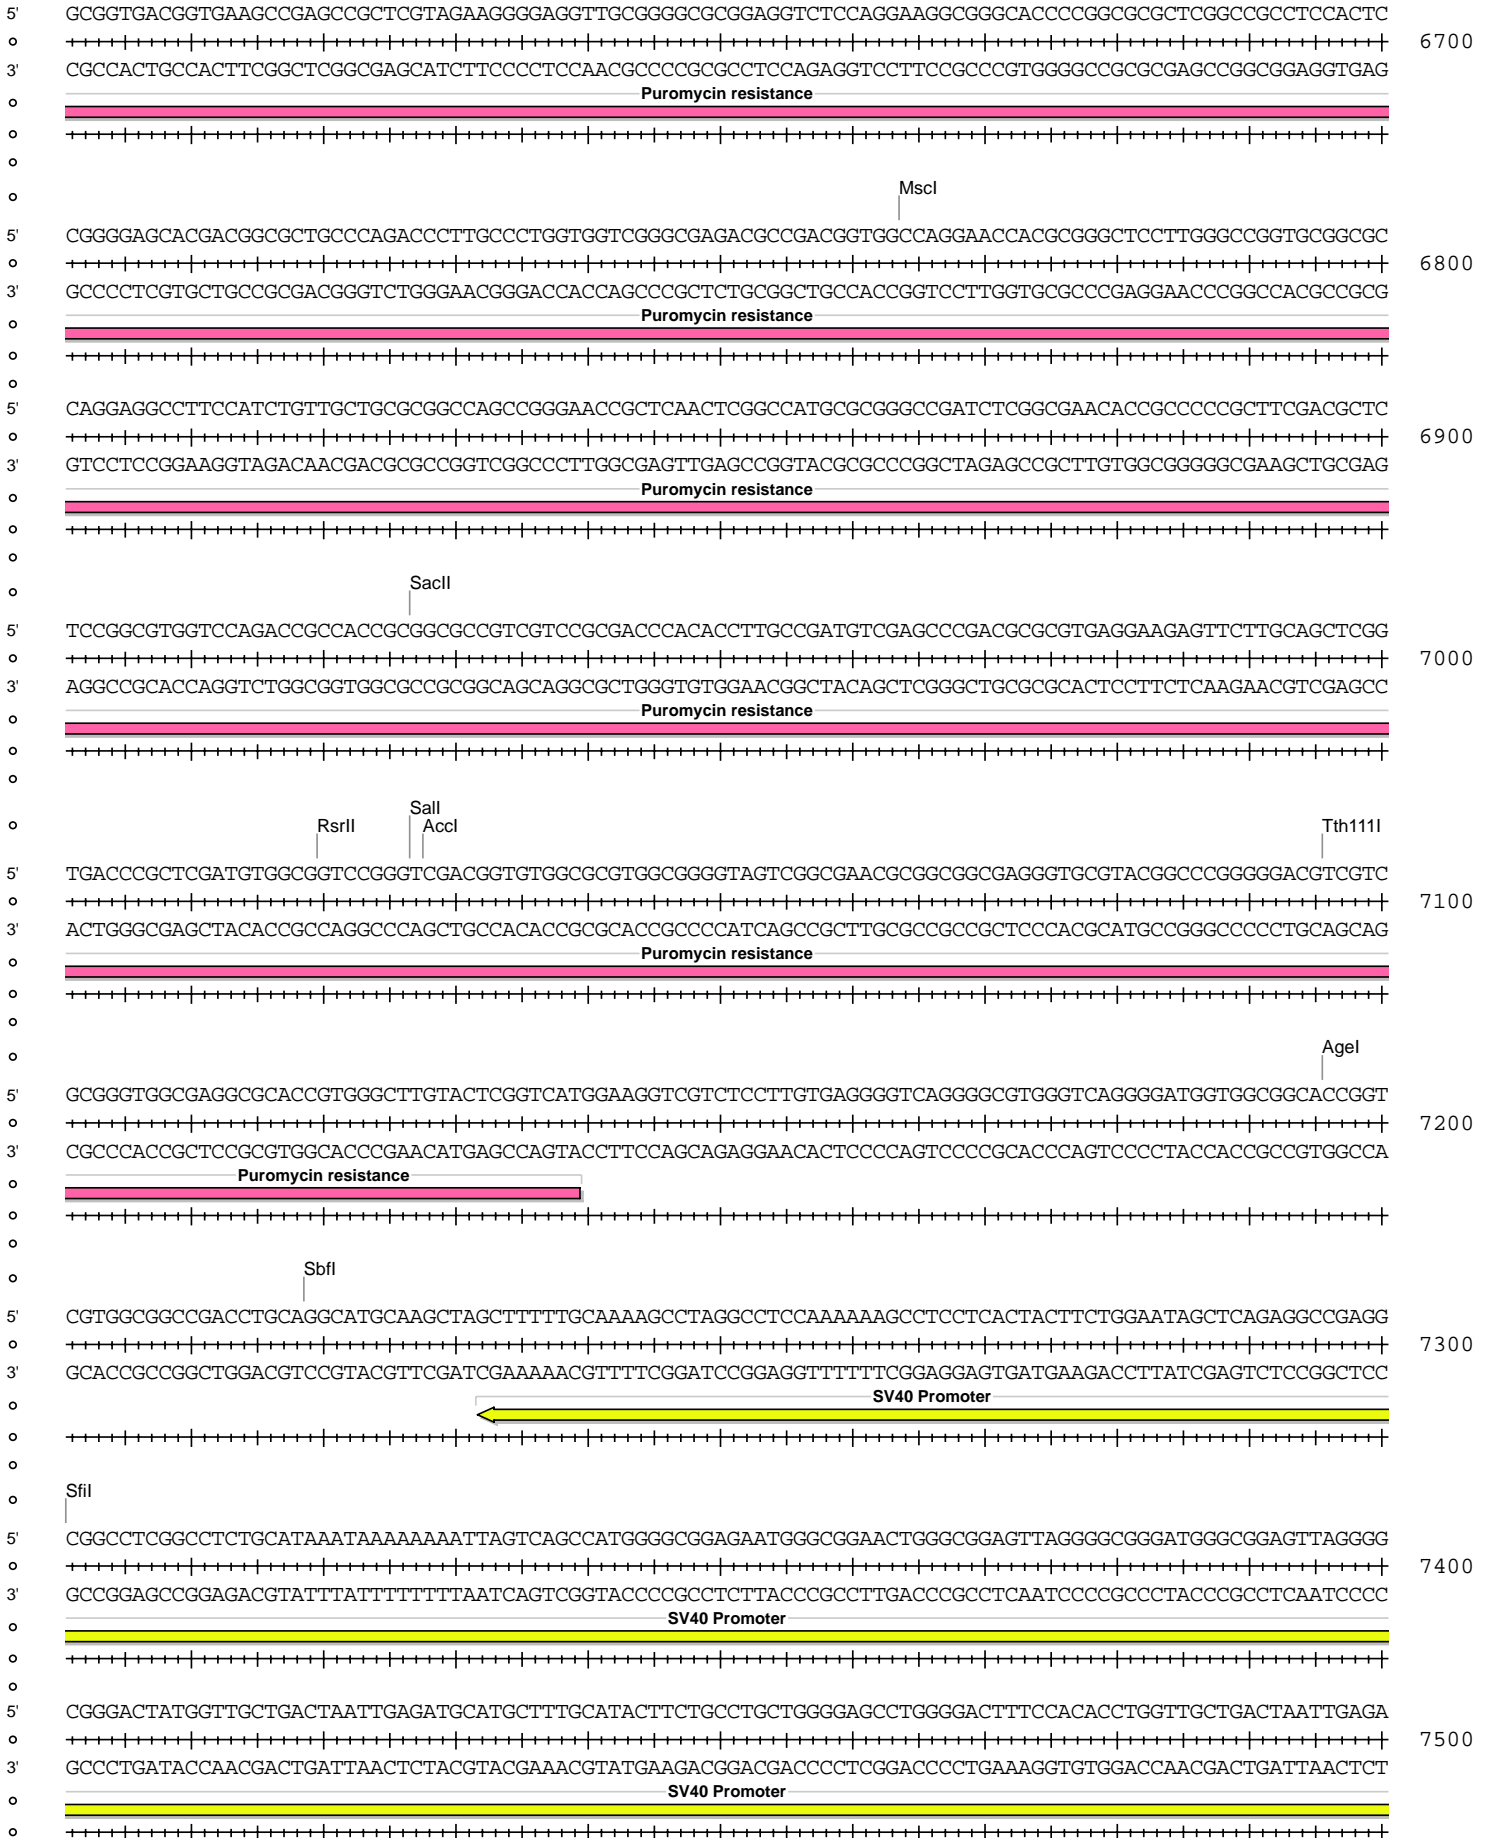 5' GCGGTGACGGTGAAGCCGAGCCGCTCGTAGAAGGGGAGGTTGCGGGGCGCGGAGGTCTCCAGGAAGGCGGGCACCCCGGCGCGCTCGGCCGCCTCCACTC
6700
3' CGCCACTGCCACTTCGGCTCGGCGAGCATCTTCCCCTCCAACGCCCCGCGCCTCCAGAGGTCCTTCCGCCCGTGGGGCCGCGCGAGCCGGCGGAGGTGAG
Puromycin resistance
MscI
5' CGGGGAGCACGACGGCGCTGCCCAGACCCTTGCCCTGGTGGTCGGGCGAGACGCCGACGGTGGCCAGGAACCACGCGGGCTCCTTGGGCCGGTGCGGCGC
6800
3' GCCCCTCGTGCTGCCGCGACGGGTCTGGGAACGGGACCACCAGCCCGCTCTGCGGCTGCCACCGGTCCTTGGTGCGCCCGAGGAACCCGGCCACGCCGCG
Puromycin resistance
5' CAGGAGGCCTTCCATCTGTTGCTGCGCGGCCAGCCGGGAACCGCTCAACTCGGCCATGCGCGGGCCGATCTCGGCGAACACCGCCCCCGCTTCGACGCTC
6900
3' GTCCTCCGGAAGGTAGACAACGACGCGCCGGTCGGCCCTTGGCGAGTTGAGCCGGTACGCGCCCGGCTAGAGCCGCTTGTGGCGGGGGCGAAGCTGCGAG
Puromycin resistance
SacII
5' TCCGGCGTGGTCCAGACCGCCACCGCGGCGCCGTCGTCCGCGACCCACACCTTGCCGATGTCGAGCCCGACGCGCGTGAGGAAGAGTTCTTGCAGCTCGG
7000
3' AGGCCGCACCAGGTCTGGCGGTGGCGCCGCGGCAGCAGGCGCTGGGTGTGGAACGGCTACAGCTCGGGCTGCGCGCACTCCTTCTCAAGAACGTCGAGCC
Puromycin resistance
SalI
RsrII AccI Tth111I
5' TGACCCGCTCGATGTGGCGGTCCGGGTCGACGGTGTGGCGCGTGGCGGGGTAGTCGGCGAACGCGGCGGCGAGGGTGCGTACGGCCCGGGGGACGTCGTC
7100
3' ACTGGGCGAGCTACACCGCCAGGCCCAGCTGCCACACCGCGCACCGCCCCATCAGCCGCTTGCGCCGCCGCTCCCACGCATGCCGGGCCCCCTGCAGCAG
Puromycin resistance
AgeI
5' GCGGGTGGCGAGGCGCACCGTGGGCTTGTACTCGGTCATGGAAGGTCGTCTCCTTGTGAGGGGTCAGGGGCGTGGGTCAGGGGATGGTGGCGGCACCGGT
7200
3' CGCCCACCGCTCCGCGTGGCACCCGAACATGAGCCAGTACCTTCCAGCAGAGGAACACTCCCCAGTCCCCGCACCCAGTCCCCTACCACCGCCGTGGCCA
Puromycin resistance
SbfI
5' CGTGGCGGCCGACCTGCAGGCATGCAAGCTAGCTTTTTGCAAAAGCCTAGGCCTCCAAAAAAGCCTCCTCACTACTTCTGGAATAGCTCAGAGGCCGAGG
7300
3' GCACCGCCGGCTGGACGTCCGTACGTTCGATCGAAAAACGTTTTCGGATCCGGAGGTTTTTTCGGAGGAGTGATGAAGACCTTATCGAGTCTCCGGCTCC
SV40 Promoter
SfiI
5' CGGCCTCGGCCTCTGCATAAATAAAAAAAATTAGTCAGCCATGGGGCGGAGAATGGGCGGAACTGGGCGGAGTTAGGGGCGGGATGGGCGGAGTTAGGGG
7400
3' GCCGGAGCCGGAGACGTATTTATTTTTTTTAATCAGTCGGTACCCCGCCTCTTACCCGCCTTGACCCGCCTCAATCCCCGCCCTACCCGCCTCAATCCCC
SV40 Promoter
5' CGGGACTATGGTTGCTGACTAATTGAGATGCATGCTTTGCATACTTCTGCCTGCTGGGGAGCCTGGGGACTTTCCACACCTGGTTGCTGACTAATTGAGA
7500
3' GCCCTGATACCAACGACTGATTAACTCTACGTACGAAACGTATGAAGACGGACGACCCCTCGGACCCCTGAAAGGTGTGGACCAACGACTGATTAACTCT
SV40 Promoter